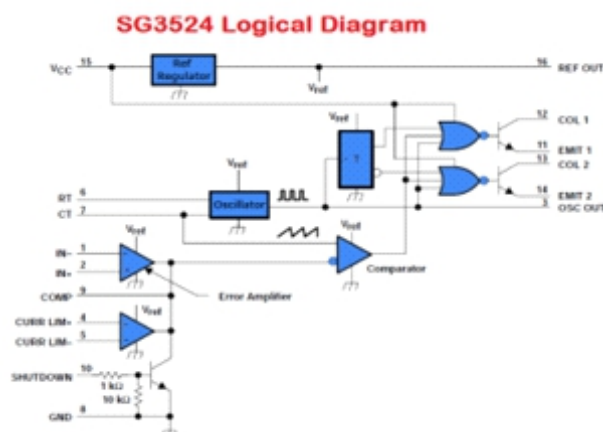 SG3524 Logical Diagram
VCC 15
Ref Regulator
16 REF OUT
Vref
Vref
12 COL 1
T
11 EMIT 1
13 COL 2
Vref
RT 6
Oscillator
14 EMIT 2
CT 7
3 OSC OUT
Vref
Vref
IN− 1
IN+ 2
Comparator
COMP 9
Error Amplifier
Vref
CURR LIM+ 4
CURR LIM− 5
SHUTDOWN 10
1 kΩ
10 kΩ
GND 8